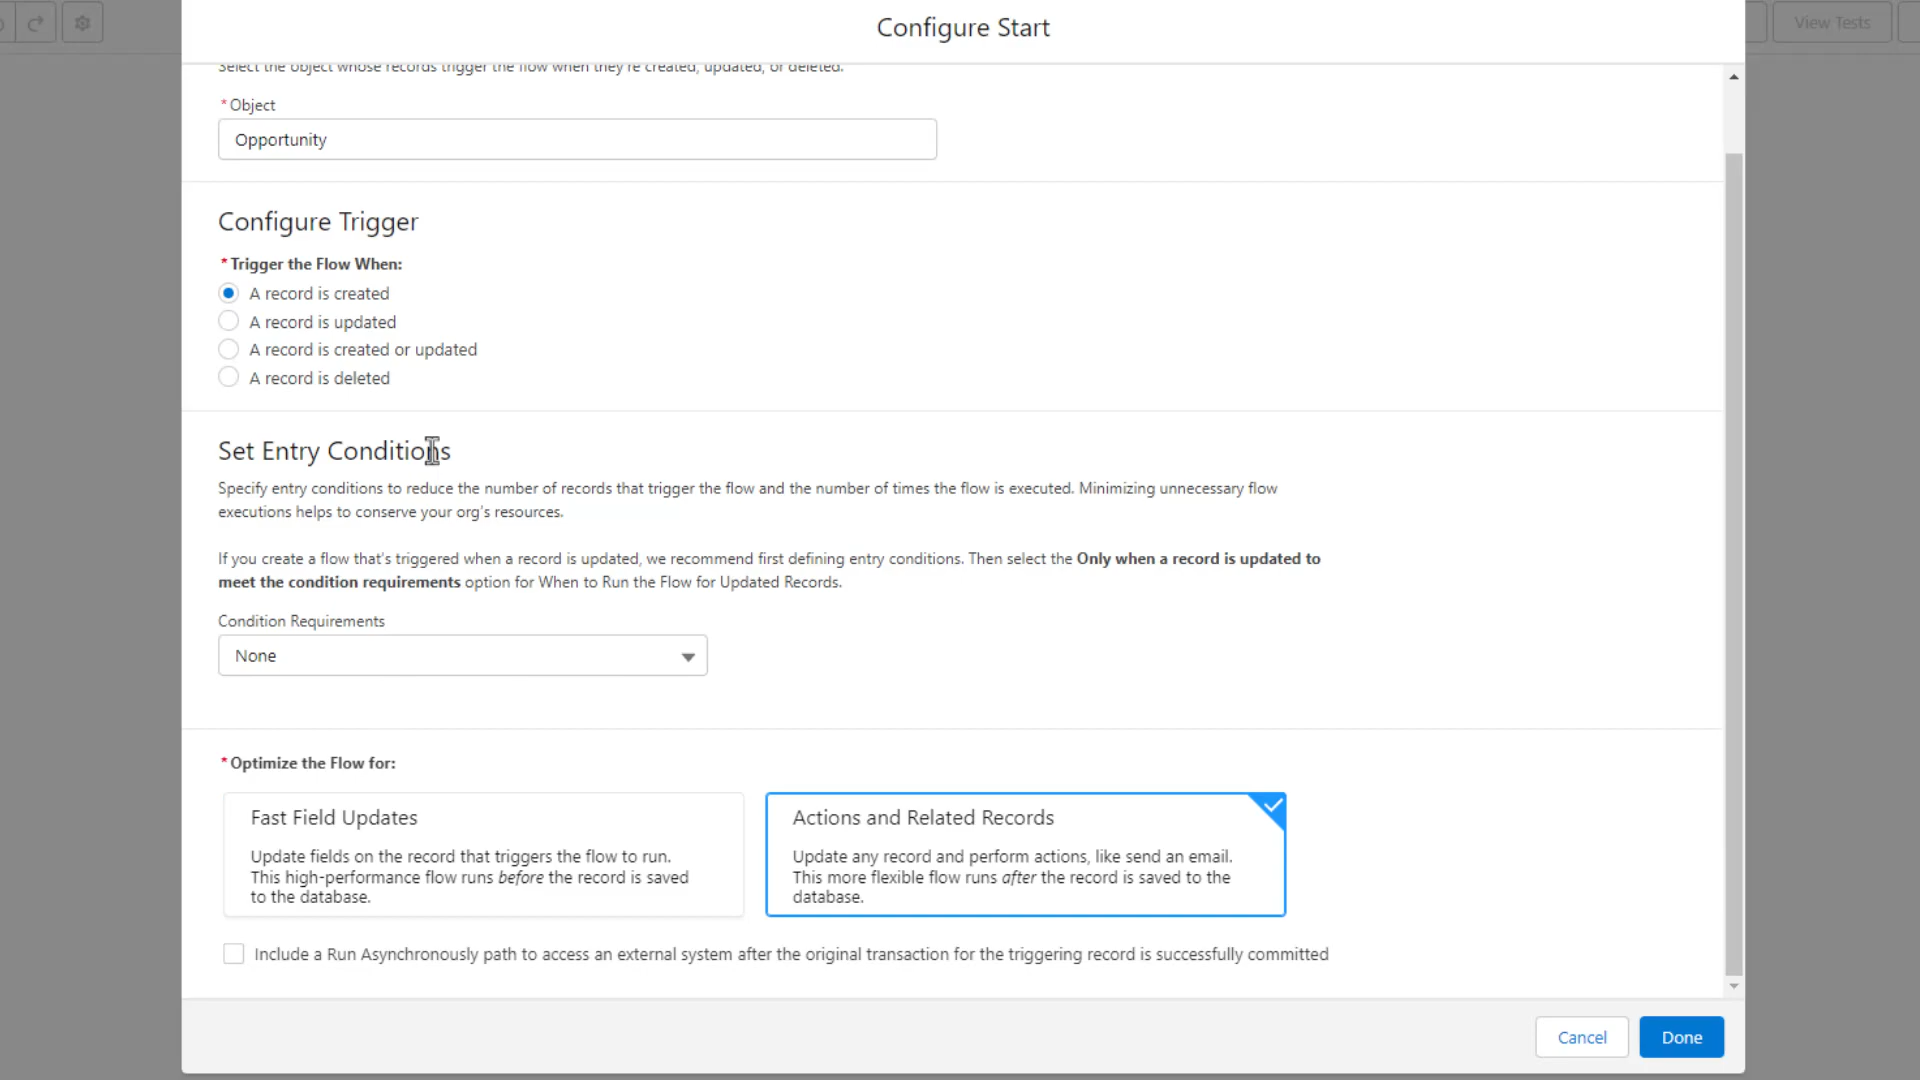 View Tests
Configure Start
Select the object whose records trigger the flow when they're created, updated, or deleted.
*Object
Opportunity
Configure Trigger
*Trigger the Flow When:
A record is created
A record is updated
A record is created or updated
A record is deleted
Set Entry Conditions
Specify entry conditions to reduce the number of records that trigger the flow and the number of times the flow is executed. Minimizing unnecessary flow
executions helps to conserve your org's resources.
If you create a flow that's triggered when a record is updated, we recommend first defining entry conditions. Then select the Only when a record is updated to
meet the condition requirements option for When to Run the Flow for Updated Records.
Condition Requirements
None
*Optimize the Flow for:
Fast Field Updates
Update fields on the record that triggers the flow to run.
This high-performance flow runs before the record is saved
to the database.
Actions and Related Records
Update any record and perform actions, like send an email.
This more flexible flow runs after the record is saved to the
database.
Include a Run Asynchronously path to access an external system after the original transaction for the triggering record is successfully committed
Cancel
Done